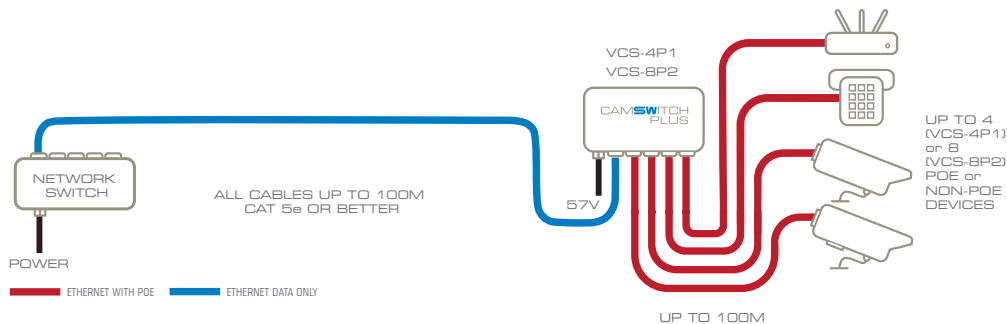 VCS-4P1
VCS-8P2
CAMSWITCH
PLUS
NETWORK
SWITCH
ALL CABLES UP TO 100M
CAT 5e OR BETTER
57V
UP TO 4
(VCS-4P1)
or 8
(VCS-8P2)
POE or
NON-POE
DEVICES
POWER
ETHERNET WITH POE
ETHERNET DATA ONLY
UP TO 100M